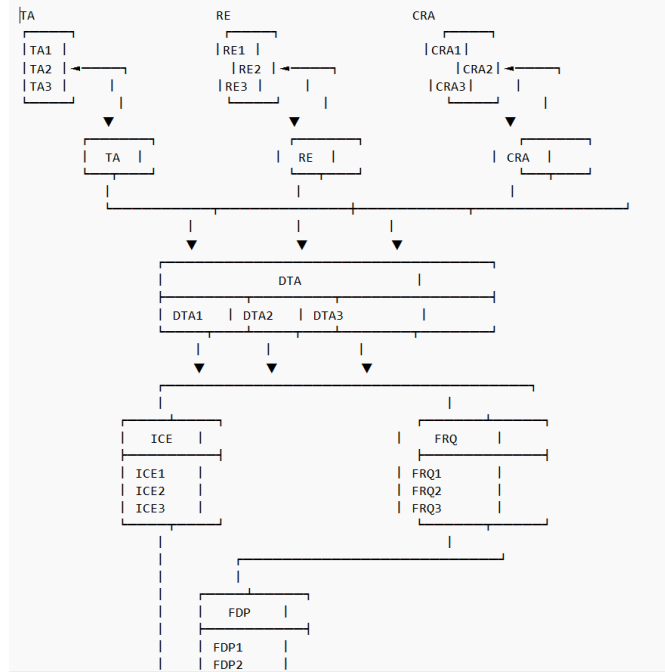 TA RE CRA
TA1 RE1 CRA1
TA2 RE2 CRA2
TA3 RE3 CRA3
TA RE CRA
DTA
DTA1 DTA2 DTA3
ICE FRQ
ICE1 FRQ1
ICE2 FRQ2
ICE3 FRQ3
FDP
FDP1
FDP2